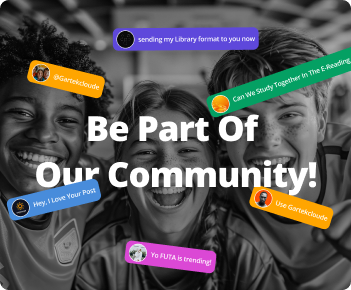 sending my Library format to you now
@Gartekcloude
Can We Study Together In The E-Reading
Be Part Of
Our Community!
Hey, I Love Your Post
Use Gartekcloude
Yo FUTA is trending!